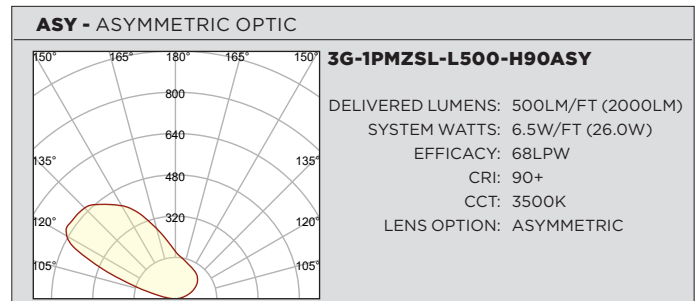 ASY - ASYMMETRIC OPTIC
150° 165° 180° 165° 150°
3G-1PMZSL-L500-H90ASY
800
640
480
320
135° 135°
120° 120°
105° 105°
DELIVERED LUMENS: 500LM/FT (2000LM)
SYSTEM WATTS: 6.5W/FT (26.0W)
EFFICACY: 68LPW
CRI: 90+
CCT: 3500K
LENS OPTION: ASYMMETRIC